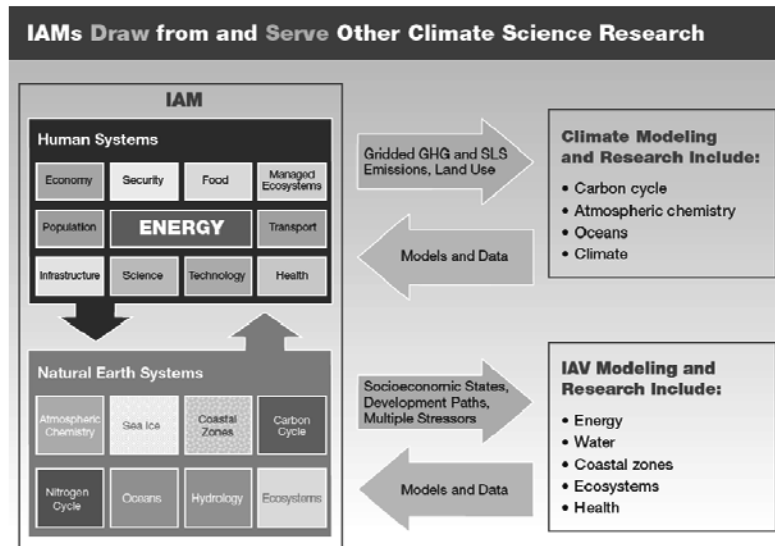 IAMs Draw from and Serve Other Climate Science Research
IAM
Human Systems
Economy
Security
Food
Managed
Ecosystems
Population
ENERGY
Transport
Infrastructure
Science
Technology
Health
Natural Earth Systems
Atmospheric
Chemistry
Sea Ice
Coastal
Zones
Carbon
Cycle
Nitrogen
Cycle
Oceans
Hydrology
Ecosystems
Gridded GHG and SLS
Emissions, Land Use
Models and Data
Socioeconomic States,
Development Paths,
Multiple Stressors
Models and Data
Climate Modeling
and Research Include:
• Carbon cycle
• Atmospheric chemistry
• Oceans
• Climate
IAV Modeling and
Research Include:
• Energy
• Water
• Coastal zones
• Ecosystems
• Health